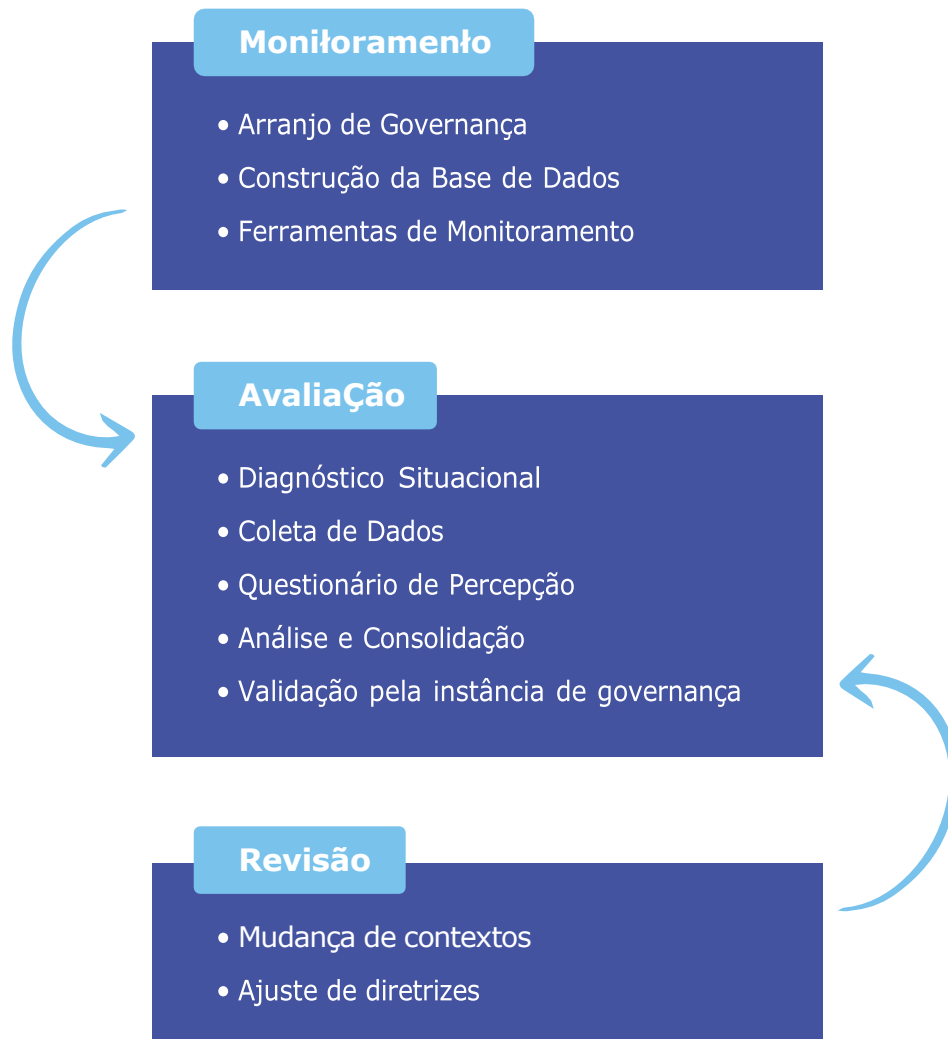 Moniłoramenło
• Arranjo de Governança
• Construção da Base de Dados
• Ferramentas de Monitoramento
AvaliaÇão
• Diagnóstico Situacional
• Coleta de Dados
• Questionário de Percepção
• Análise e Consolidação
• Validação pela instância de governança
Revisão
• Mudança de contextos
• Ajuste de diretrizes